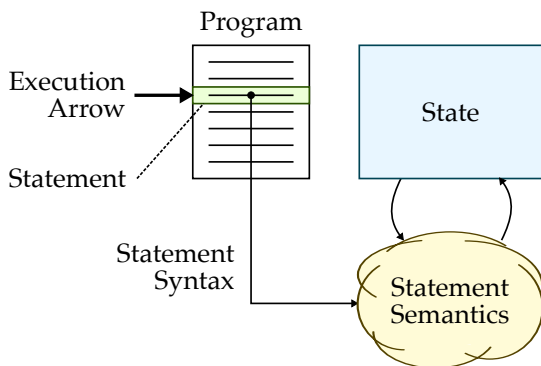 Program
Execution
Arrow
State
Statement
Statement
Syntax
Statement
Semantics